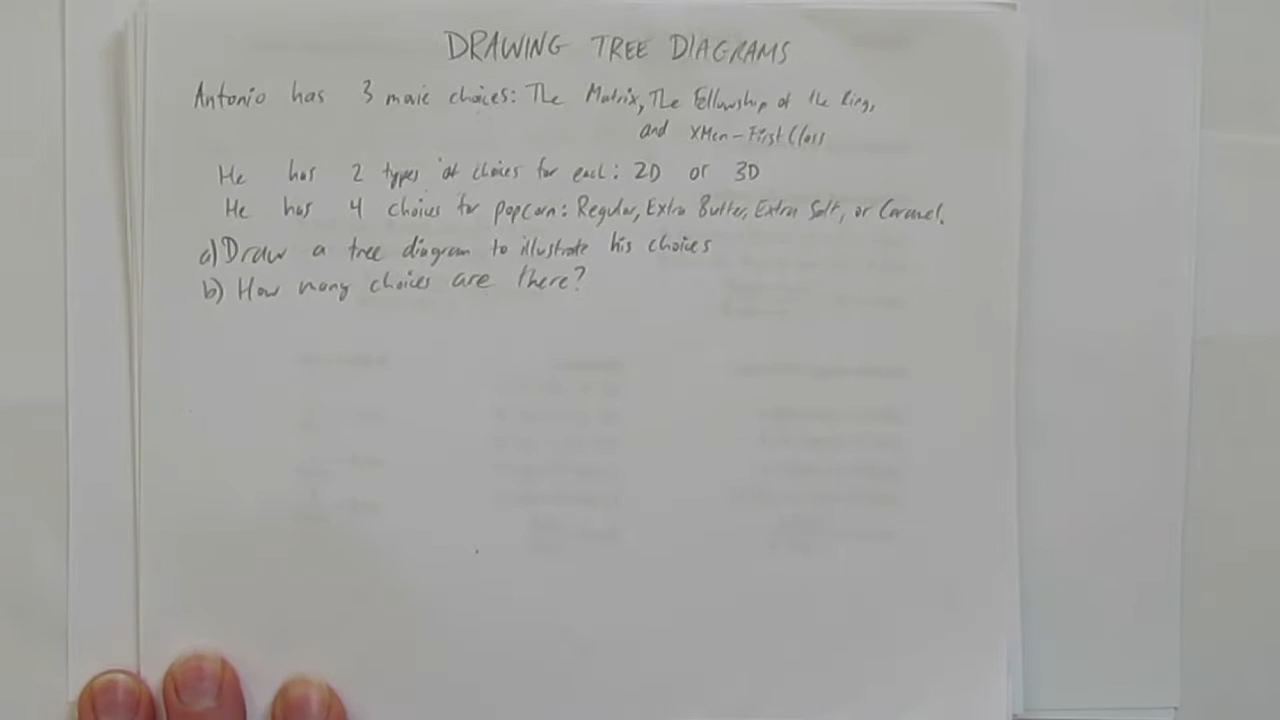 DRAWING TREE DIAGRAMS
Antonio has 3 movie choices: The Matrix, The Fellowship of the Ring,
and XMen - First Class
He has 2 types of choices for each: 2D or 3D
He has 4 choices for popcorn: Regular, Extra Butter, Extra Salt, or Caramel.
a) Draw a tree diagram to illustrate his choices
b) How many choices are there?